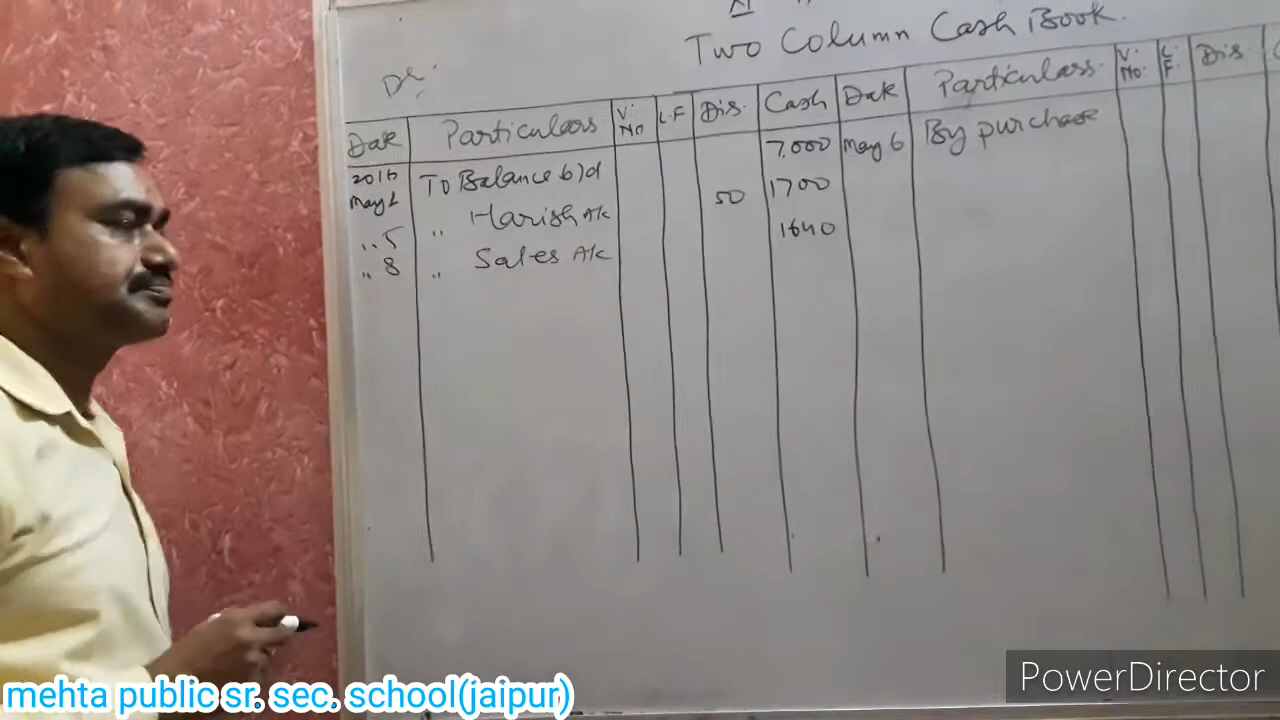 Two Column Cash Book.
Dr.
Date Particulars V. No L.F Dis. Cash Date Particulars. V. No. L. F. Dis.
2016
May 1 To Balance b/d 7,000 May 6 By purchase
,, 5 ,, Harish A/c 50 1700
,, 8 ,, Sales A/c 1640
PowerDirector
mehta public sr. sec. school(jaipur)